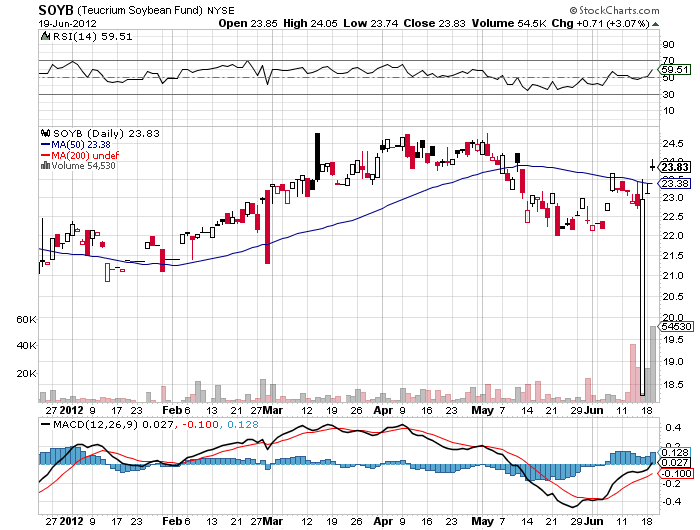 SOYB (Teucrium Soybean Fund) NYSE © StockCharts.com
19-Jun-2012 Open 23.85 High 24.05 Low 23.74 Close 23.83 Volume 54.5K Chg +0.71 (+3.07%)
RSI(14) 59.51
90
70
59.51
50
30
10
SOYB (Daily) 23.83
MA(50) 23.38
MA(200) undef
Volume 54,530
24.5
24.0
23.83
23.5
23.38
23.0
22.5
22.0
21.5
21.0
20.5
20.0
60K
54530
19.5
40K
19.0
20K
18.5
27 2012 9 17 23 Feb 6 13 21 27 Mar 12 19 26 Apr 9 16 23 May 7 14 21 29 Jun 11 18
MACD(12,26,9) 0.027, -0.100, 0.128
0.4
0.2
0.128
0.027
-0.100
-0.2
-0.4
27 2012 9 17 23 Feb 6 13 21 27 Mar 12 19 26 Apr 9 16 23 May 7 14 21 29 Jun 11 18